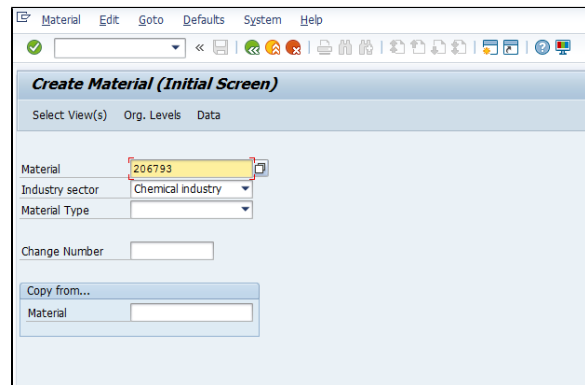 Material Edit Goto Defaults System Help
Create Material (Initial Screen)
Select View(s) Org. Levels Data
Material 206793
Industry sector Chemical industry
Material Type
Change Number
Copy from...
Material